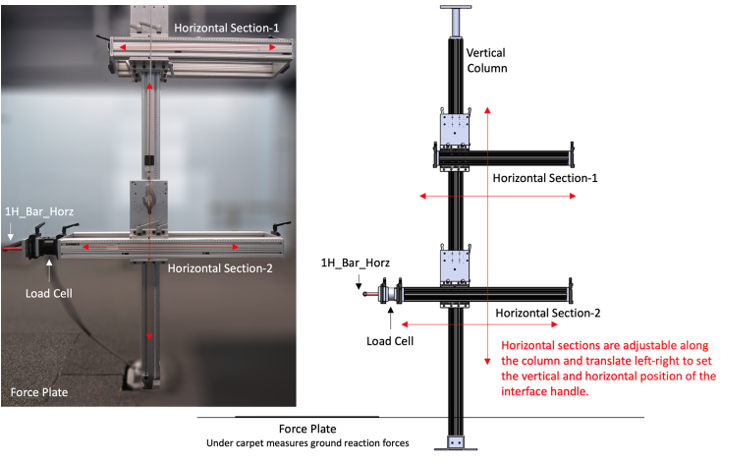 Horizontal Section-1
1H_Bar_Horz
Horizontal Section-2
Load Cell
Force Plate
Vertical
Column
Horizontal Section-1
1H_Bar_Horz
Horizontal Section-2
Load Cell
Horizontal sections are adjustable along
the column and translate left-right to set
the vertical and horizontal position of the
interface handle.
Force Plate
Under carpet measures ground reaction forces